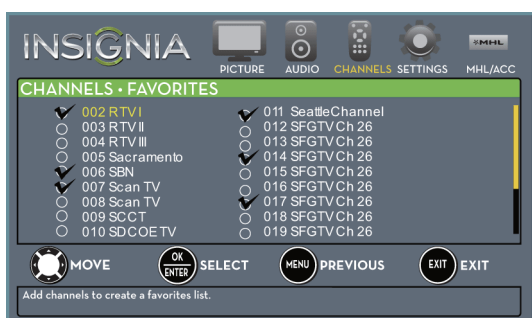 INSIGNIA
PICTURE AUDIO CHANNELS SETTINGS MHL/ACC
MHL
CHANNELS • FAVORITES
002 RTV I
003 RTV II
004 RTV III
005 Sacramento
006 SBN
007 Scan TV
008 Scan TV
009 SCCT
010 SDCOE TV
011 SeattleChannel
012 SFGTV Ch 26
013 SFGTV Ch 26
014 SFGTV Ch 26
015 SFGTV Ch 26
016 SFGTV Ch 26
017 SFGTV Ch 26
018 SFGTV Ch 26
019 SFGTV Ch 26
MOVE OK ENTER SELECT MENU PREVIOUS EXIT EXIT
Add channels to create a favorites list.